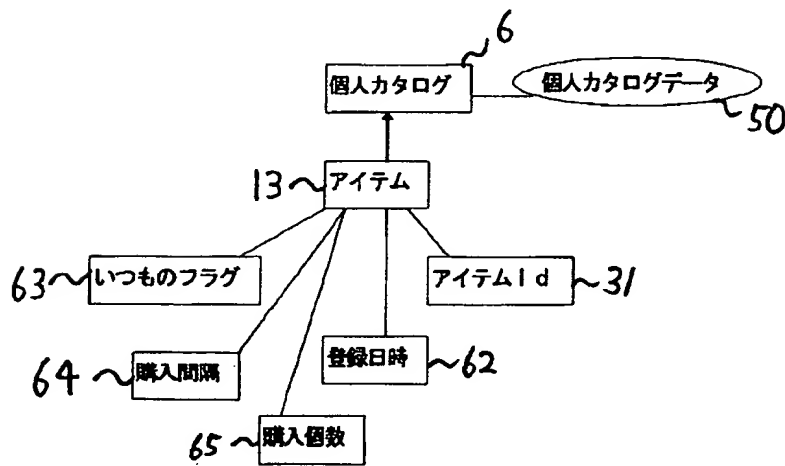 6
個人カタログ
個人カタログデータ
50
13
アイテム
63
いつものフラグ
アイテムId
31
64
購入間隔
登録日時
62
65
購入個数